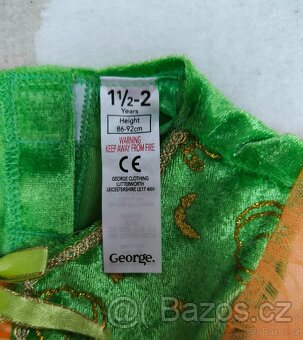 1½-2
Years
Height
86-92cm
WARNING
KEEP AWAY FROM FIRE
CE
GEORGE CLOTHING
LUTTERWORTH
LEICESTERSHIRE LE17 4XH
George.
Bazos.cz